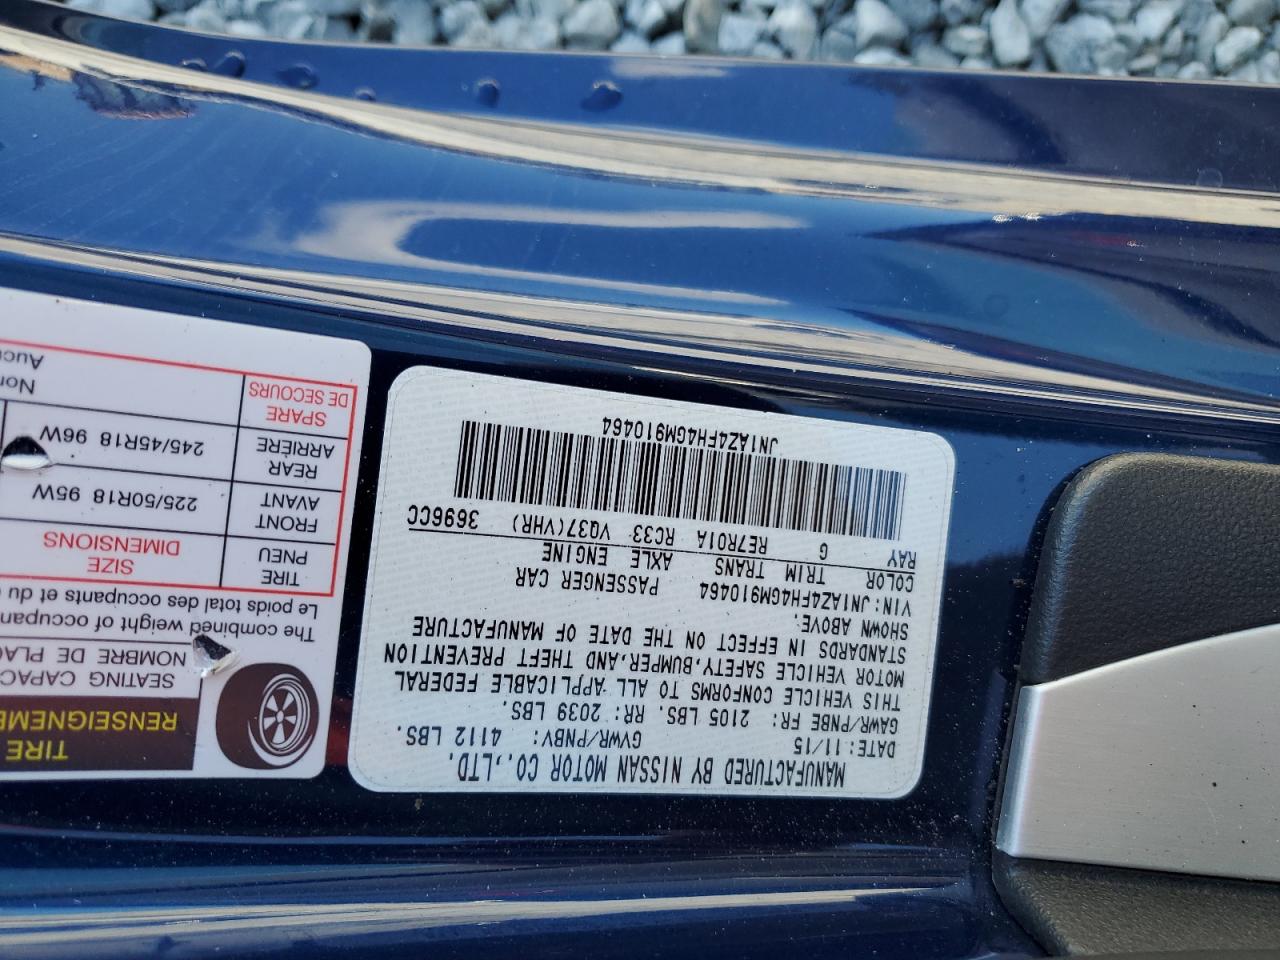 MANUFACTURED BY NISSAN MOTOR CO.,LTD.
DATE:11/15 GVWR/PNBV: 4112 LBS.
GAWR/PNBE FR: 2105 LBS. RR: 2039 LBS.
THIS VEHICLE CONFORMS TO ALL APPLICABLE FEDERAL
MOTOR VEHICLE SAFETY,BUMPER,AND THEFT PREVENTION
STANDARDS IN EFFECT ON THE DATE OF MANUFACTURE
SHOWN ABOVE.
VIN:JN1AZ4FH4GM910464 PASSENGER CAR
COLOR TRIM TRANS AXLE ENGINE
RAY G RE7R01A RC33 VQ37(VHR) 3696CC
JN1AZ4FH4GM910464
TIRE
RENSEIGNEME
SEATING CAPAC
NOMBRE DE PLAC
The combined weight of occupan
Le poids total des occupants et du c
TIRE SIZE
PNEU DIMENSIONS
FRONT 225/50R18 95W
AVANT
REAR 245/45R18 96W
ARRIÈRE
SPARE Non
DE SECOURS Aucu